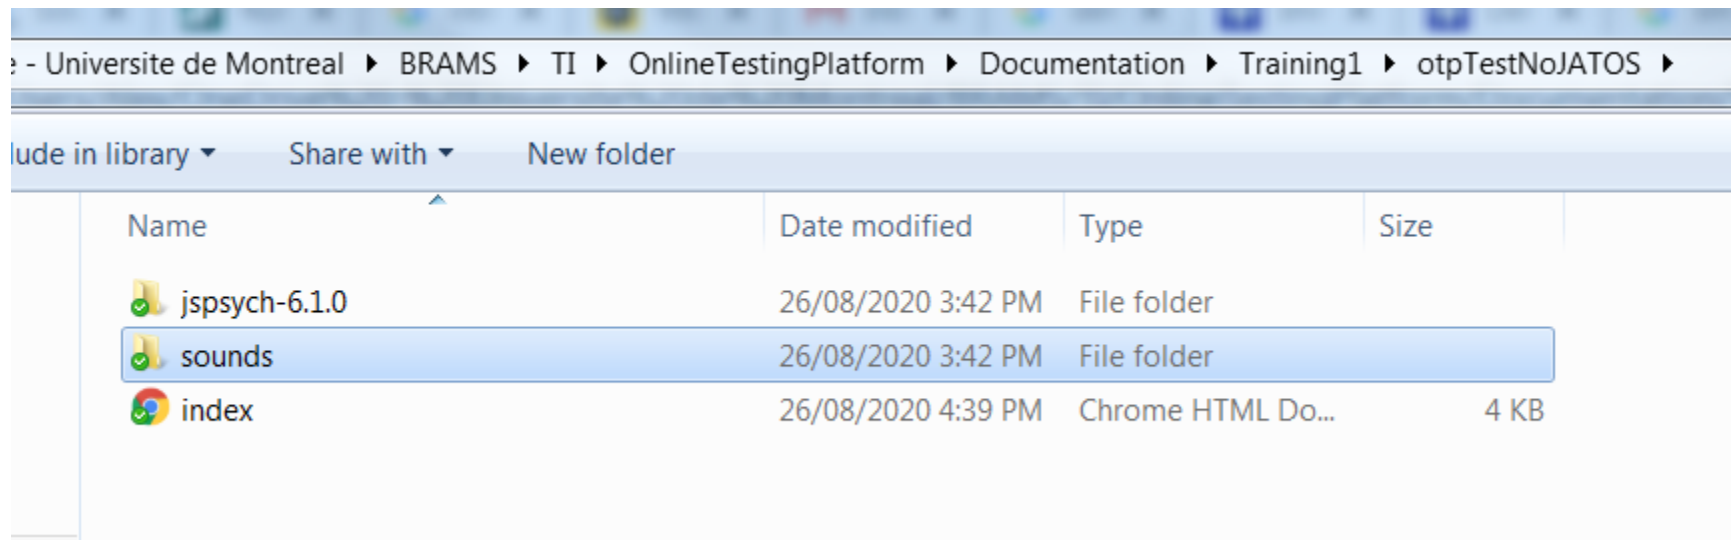 - Universite de Montreal ▸ BRAMS ▸ TI ▸ OnlineTestingPlatform ▸ Documentation ▸ Training1 ▸ otpTestNoJATOS ▸
lude in library ▾ Share with ▾ New folder
Name Date modified Type Size
jspsych-6.1.0 26/08/2020 3:42 PM File folder
sounds 26/08/2020 3:42 PM File folder
index 26/08/2020 4:39 PM Chrome HTML Do... 4 KB